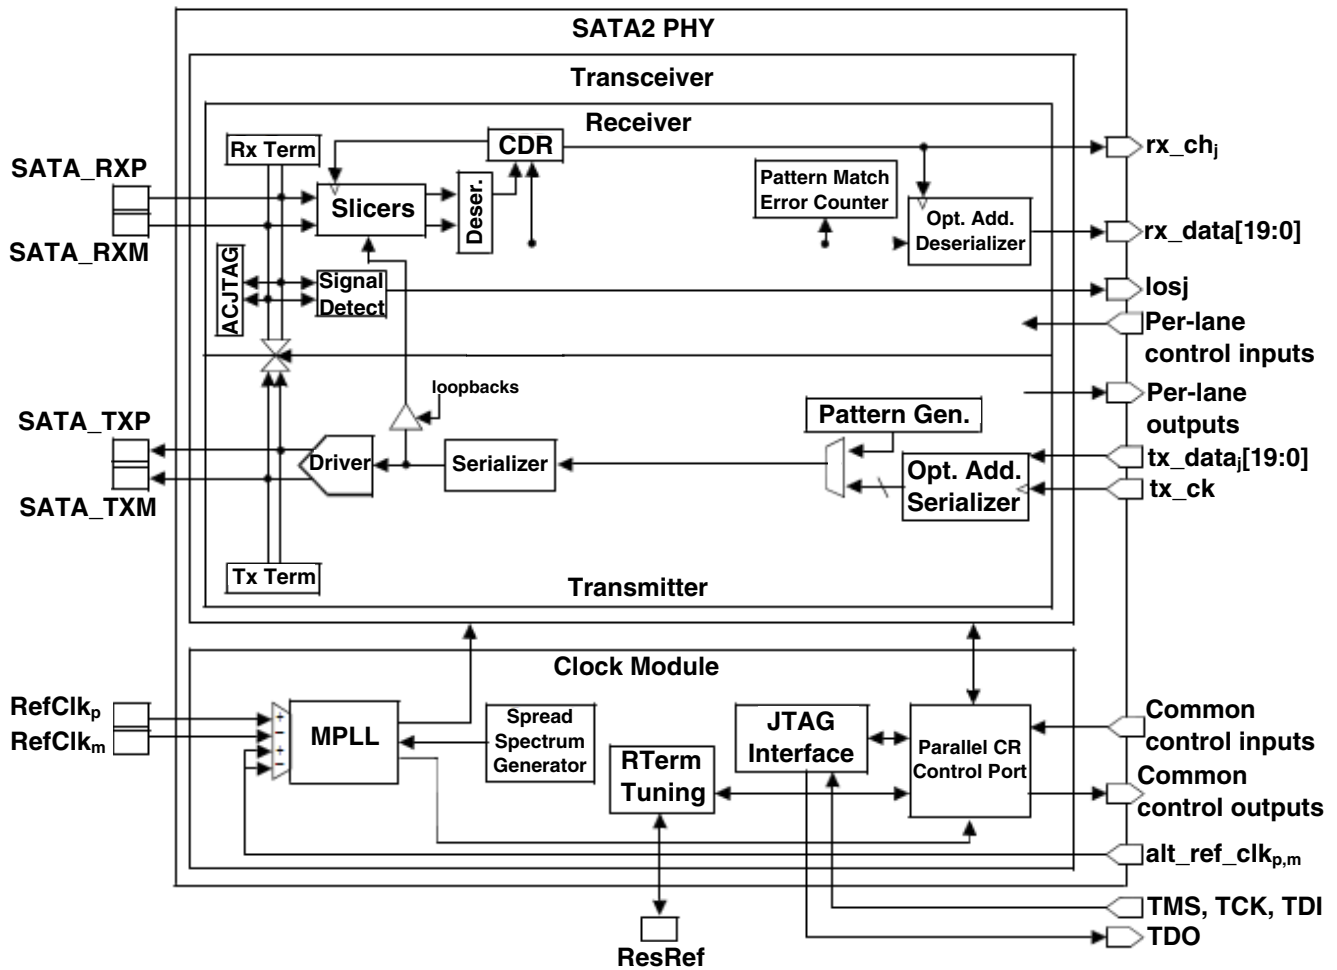 SATA2 PHY
Transceiver
Receiver
Rx Term
CDR
rx_chj
SATA_RXP
Slicers
Deser.
Pattern Match
Error Counter
Opt. Add.
Deserializer
rx_data[19:0]
SATA_RXM
ACJTAG
Signal
Detect
losj
Per-lane
control inputs
loopbacks
Per-lane
outputs
SATA_TXP
Driver
Serializer
Pattern Gen.
Opt. Add.
Serializer
tx_dataj[19:0]
tx_ck
SATA_TXM
Tx Term
Transmitter
Clock Module
RefClkp
RefClkm
+
−
+
−
MPLL
Spread
Spectrum
Generator
RTerm
Tuning
JTAG
Interface
Parallel CR
Control Port
Common
control inputs
Common
control outputs
alt_ref_clkp,m
TMS, TCK, TDI
TDO
ResRef